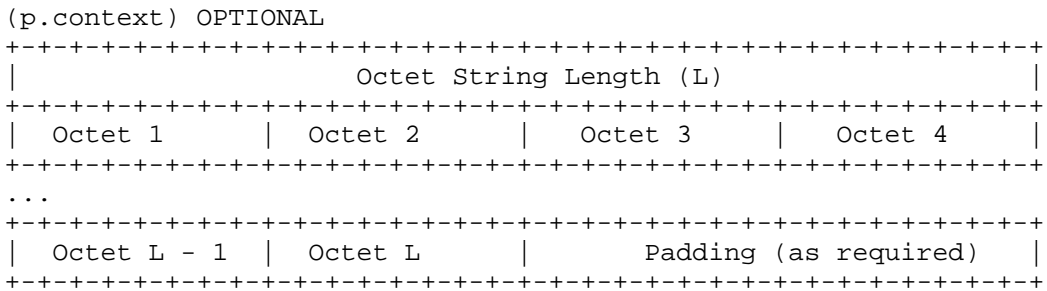 (p.context) OPTIONAL
+-+-+-+-+-+-+-+-+-+-+-+-+-+-+-+-+-+-+-+-+-+-+-+-+-+-+-+-+-+-+-+-+
|                     Octet String Length (L)                   |
+-+-+-+-+-+-+-+-+-+-+-+-+-+-+-+-+-+-+-+-+-+-+-+-+-+-+-+-+-+-+-+-+
|  Octet 1      |  Octet 2      |   Octet 3     |   Octet 4     |
+-+-+-+-+-+-+-+-+-+-+-+-+-+-+-+-+-+-+-+-+-+-+-+-+-+-+-+-+-+-+-+-+
...
+-+-+-+-+-+-+-+-+-+-+-+-+-+-+-+-+-+-+-+-+-+-+-+-+-+-+-+-+-+-+-+-+
|  Octet L - 1  |  Octet L      |       Padding (as required)   |
+-+-+-+-+-+-+-+-+-+-+-+-+-+-+-+-+-+-+-+-+-+-+-+-+-+-+-+-+-+-+-+-+